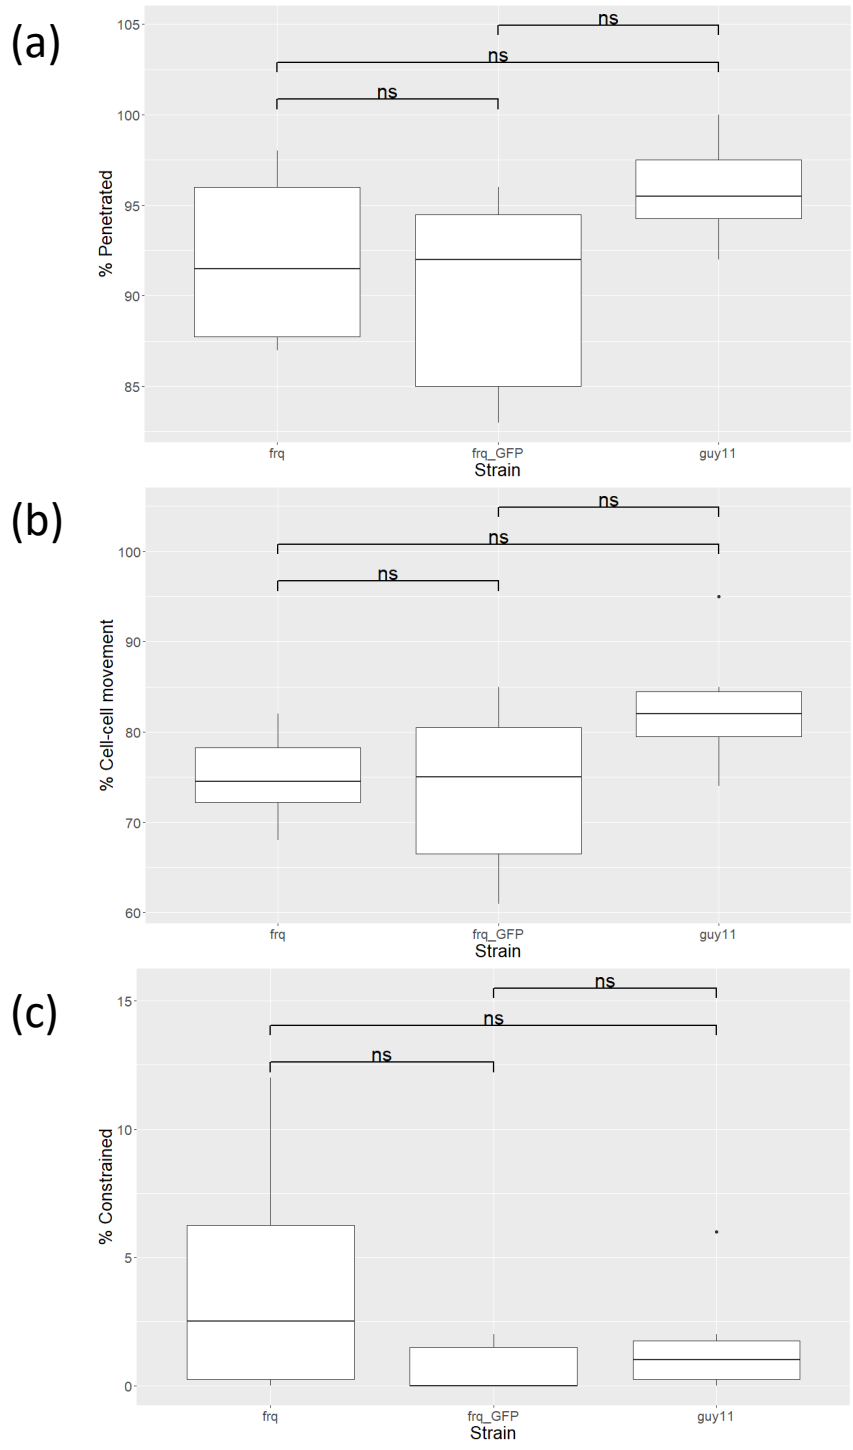 (a)
ns
ns
ns
105
100
95
90
85
% Penetrated
frq frq_GFP guy11
Strain
(b)
ns
ns
ns
100
90
80
70
60
% Cell-cell movement
frq frq_GFP guy11
Strain
(c)
ns
ns
ns
15
10
5
0
% Constrained
frq frq_GFP guy11
Strain